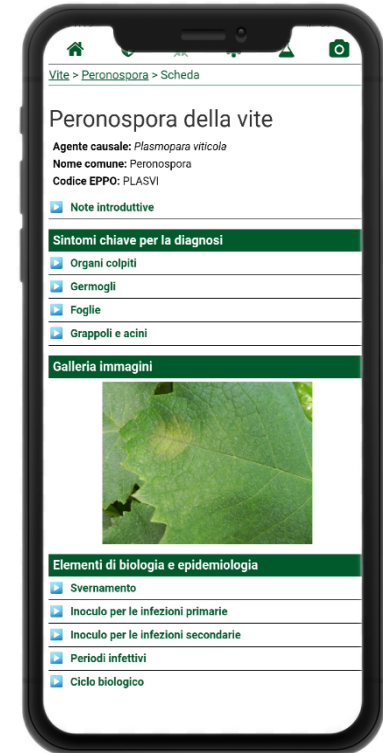 Vite > Peronospora > Scheda
Peronospora della vite
Agente causale: Plasmopara viticola
Nome comune: Peronospora
Codice EPPO: PLASVI
Note introduttive
Sintomi chiave per la diagnosi
Organi colpiti
Germogli
Foglie
Grappoli e acini
Galleria immagini
Elementi di biologia e epidemiologia
Svernamento
Inoculo per le infezioni primarie
Inoculo per le infezioni secondarie
Periodi infettivi
Ciclo biologico